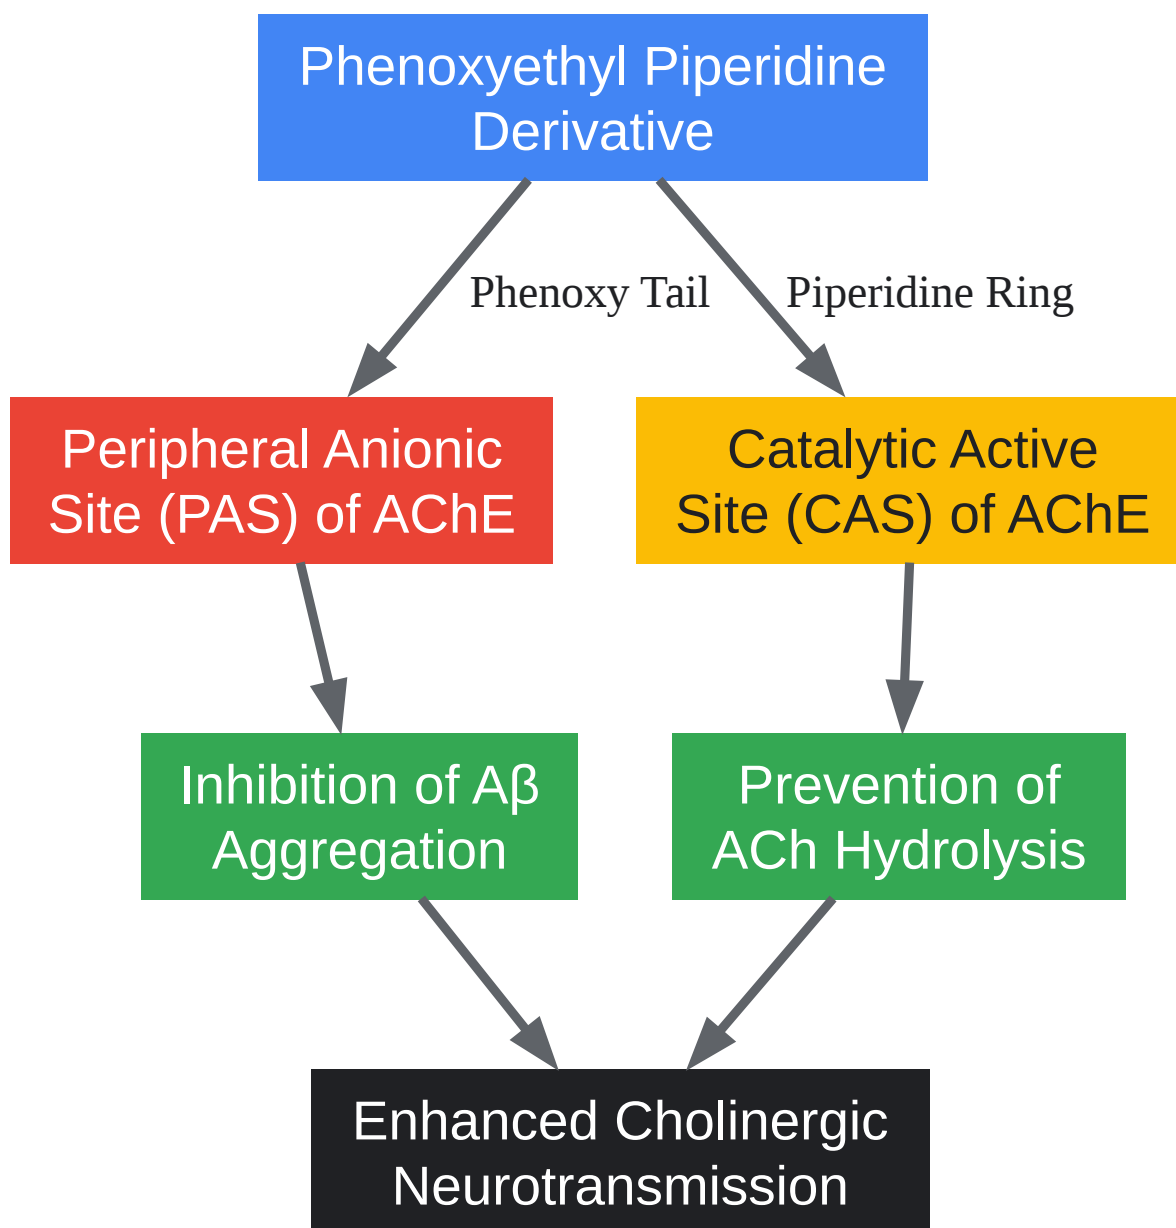 Phenoxyethyl Piperidine
Derivative
Phenoxy Tail
Piperidine Ring
Peripheral Anionic
Site (PAS) of AChE
Catalytic Active
Site (CAS) of AChE
Inhibition of Aβ
Aggregation
Prevention of
ACh Hydrolysis
Enhanced Cholinergic
Neurotransmission